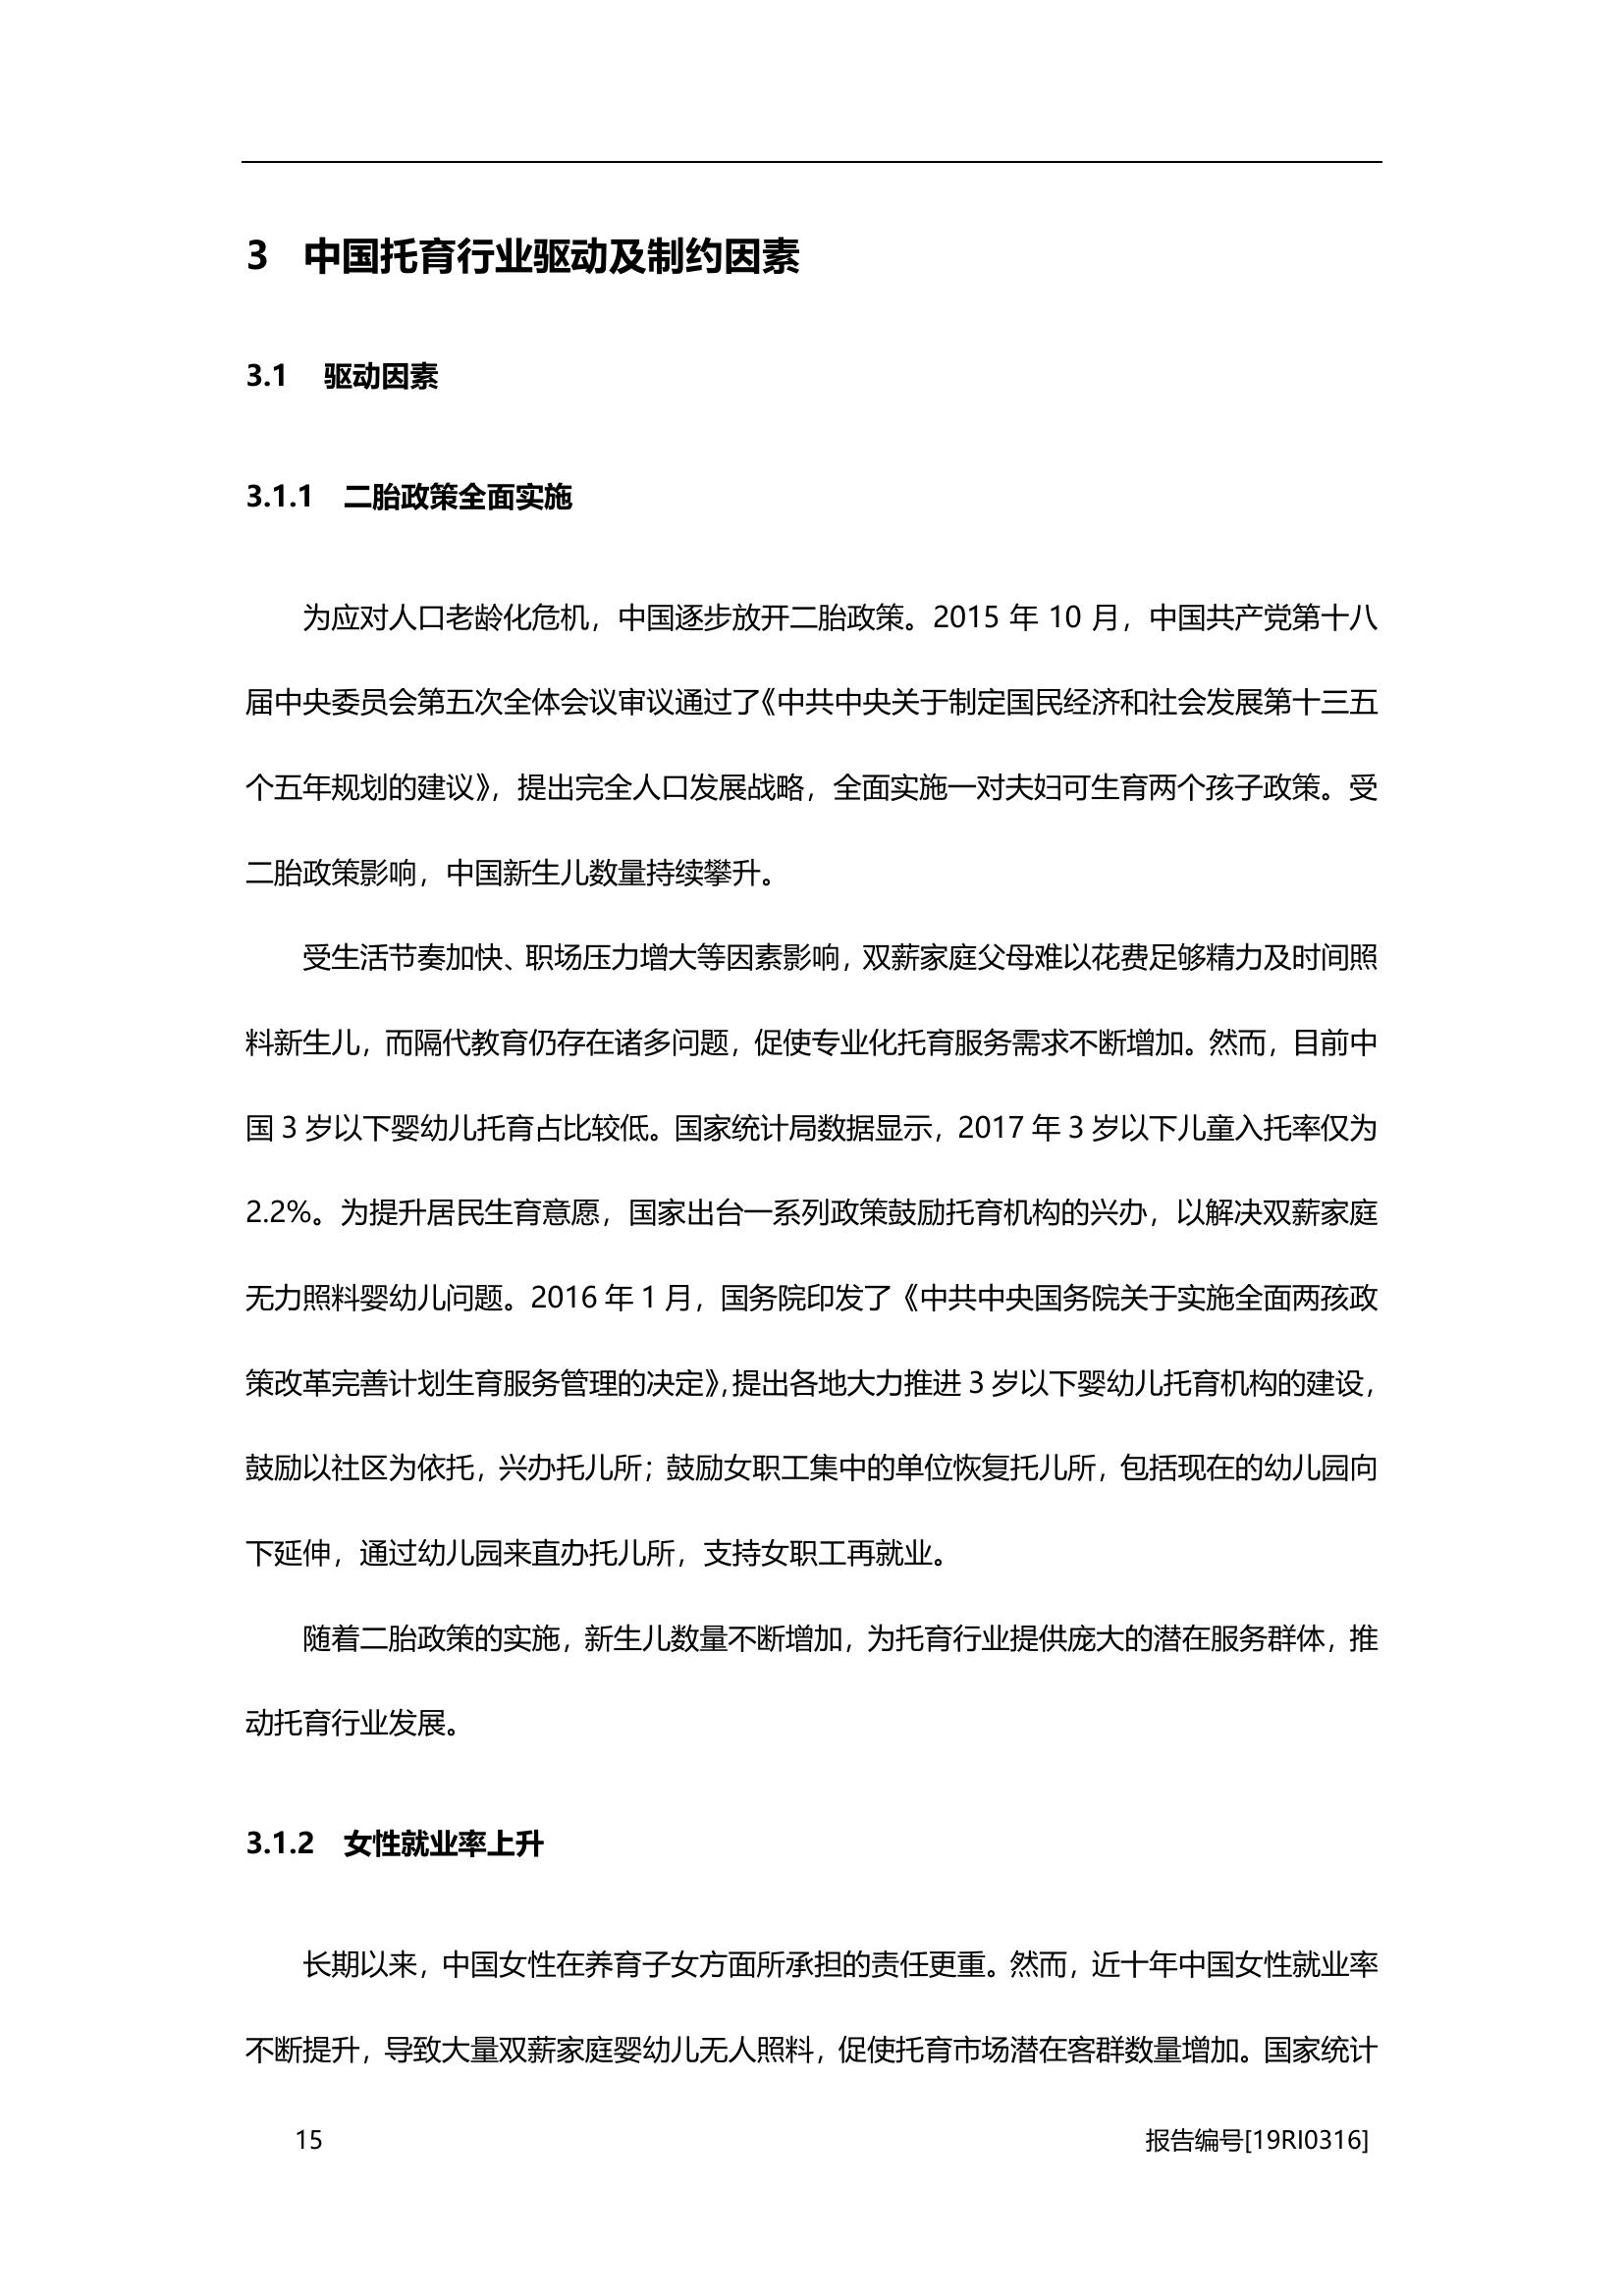 3 中国托育行业驱动及制约因素
3.1 驱动因素
3.1.1 二胎政策全面实施
为应对人口老龄化危机，中国逐步放开二胎政策。2015 年 10 月，中国共产党第十八
届中央委员会第五次全体会议审议通过了《中共中央关于制定国民经济和社会发展第十三五
个五年规划的建议》，提出完全人口发展战略，全面实施一对夫妇可生育两个孩子政策。受
二胎政策影响，中国新生儿数量持续攀升。
受生活节奏加快、职场压力增大等因素影响，双薪家庭父母难以花费足够精力及时间照
料新生儿，而隔代教育仍存在诸多问题，促使专业化托育服务需求不断增加。然而，目前中
国 3 岁以下婴幼儿托育占比较低。国家统计局数据显示，2017 年 3 岁以下儿童入托率仅为
2.2%。为提升居民生育意愿，国家出台一系列政策鼓励托育机构的兴办，以解决双薪家庭
无力照料婴幼儿问题。2016 年 1 月，国务院印发了《中共中央国务院关于实施全面两孩政
策改革完善计划生育服务管理的决定》，提出各地大力推进 3 岁以下婴幼儿托育机构的建设，
鼓励以社区为依托，兴办托儿所；鼓励女职工集中的单位恢复托儿所，包括现在的幼儿园向
下延伸，通过幼儿园来直办托儿所，支持女职工再就业。
随着二胎政策的实施，新生儿数量不断增加，为托育行业提供庞大的潜在服务群体，推
动托育行业发展。
3.1.2 女性就业率上升
长期以来，中国女性在养育子女方面所承担的责任更重。然而，近十年中国女性就业率
不断提升，导致大量双薪家庭婴幼儿无人照料，促使托育市场潜在客群数量增加。国家统计
15 报告编号[19RI0316]